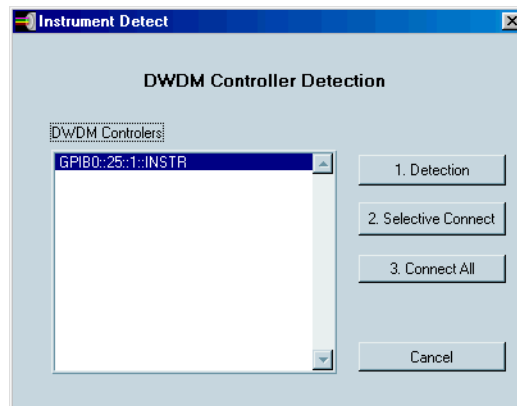 Instrument Detect
DWDM Controller Detection
DWDM Controlers
GPIB0::25::1::INSTR
1. Detection
2. Selective Connect
3. Connect All
Cancel